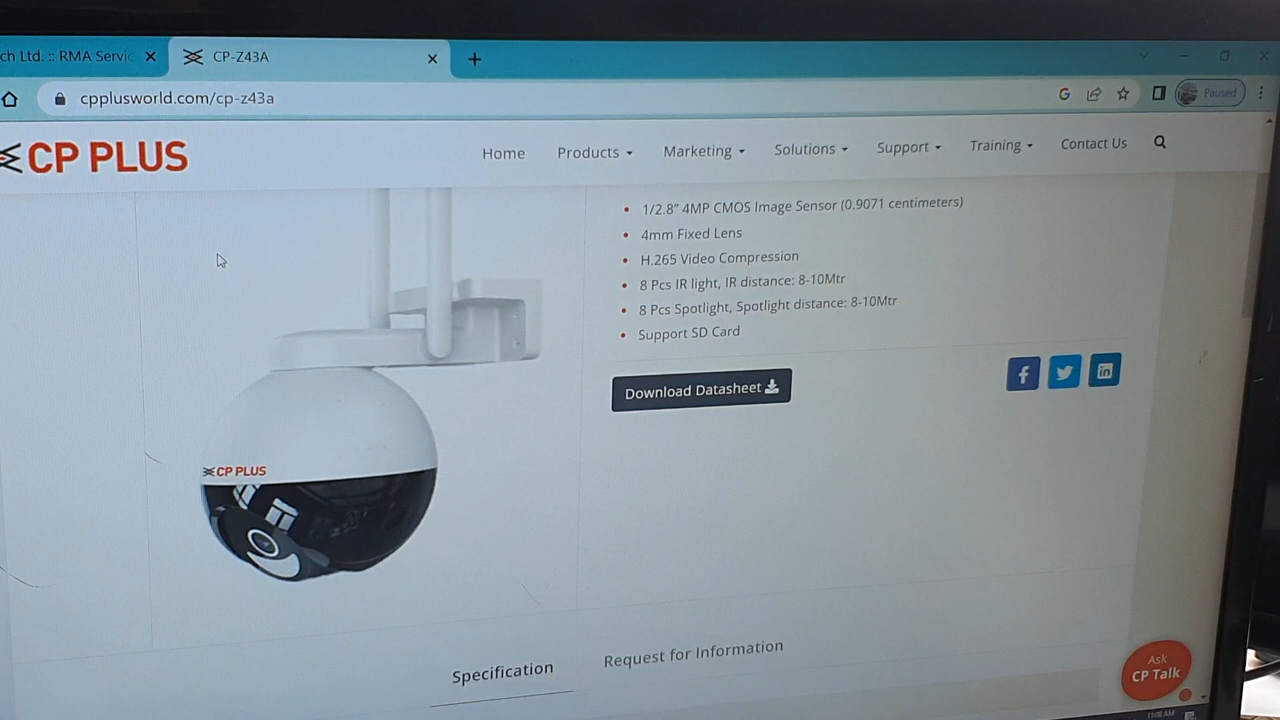 ch Ltd. :: RMA Servic
CP-Z43A
cpplusworld.com/cp-z43a
Paused
CP PLUS
Home
Products
Marketing
Solutions
Support
Training
Contact Us
1/2.8” 4MP CMOS Image Sensor (0.9071 centimeters)
4mm Fixed Lens
H.265 Video Compression
8 Pcs IR light, IR distance: 8-10Mtr
8 Pcs Spotlight, Spotlight distance: 8-10Mtr
Support SD Card
Download Datasheet
CP PLUS
Specification
Request for Information
Ask
CP Talk
11:08 AM